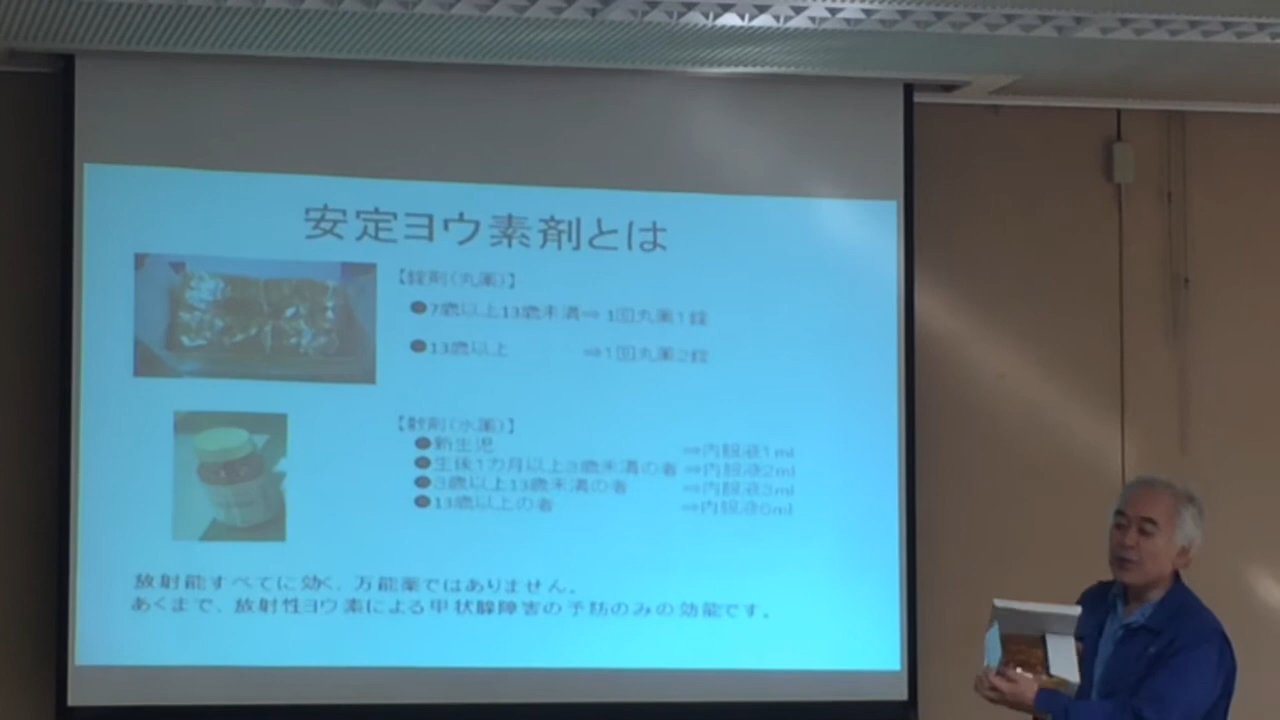 安定ヨウ素剤とは
【錠剤(丸薬)】
●7歳以上13歳未満⇒1回丸薬1錠
●13歳以上 ⇒1回丸薬2錠
【散剤(水薬)】
●新生児 ⇒内服液1ml
●生後1カ月以上3歳未満の者 ⇒内服液2ml
●3歳以上13歳未満の者 ⇒内服液3ml
●13歳以上の者 ⇒内服液6ml
放射能すべてに効く、万能薬ではありません。
あくまで、放射性ヨウ素による甲状腺障害の予防のみの効能です。